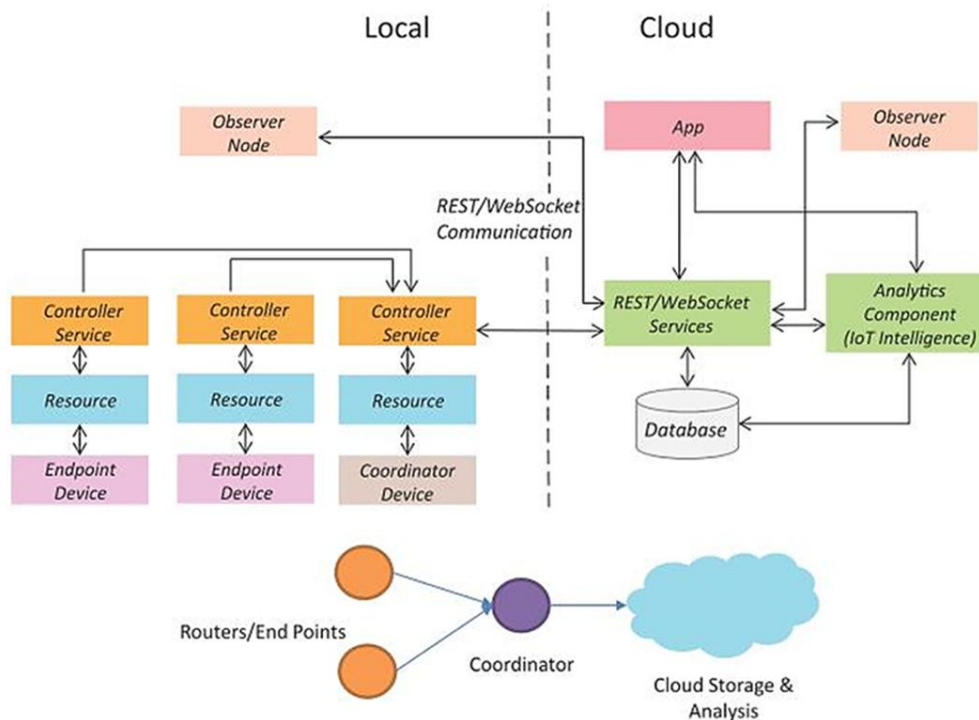 Local
Cloud
Observer
Node
App
Observer
Node
REST/WebSocket
Communication
Controller
Service
Controller
Service
Controller
Service
REST/WebSocket
Services
Analytics
Component
(IoT Intelligence)
Resource
Resource
Resource
Database
Endpoint
Device
Endpoint
Device
Coordinator
Device
Routers/End Points
Coordinator
Cloud Storage &
Analysis